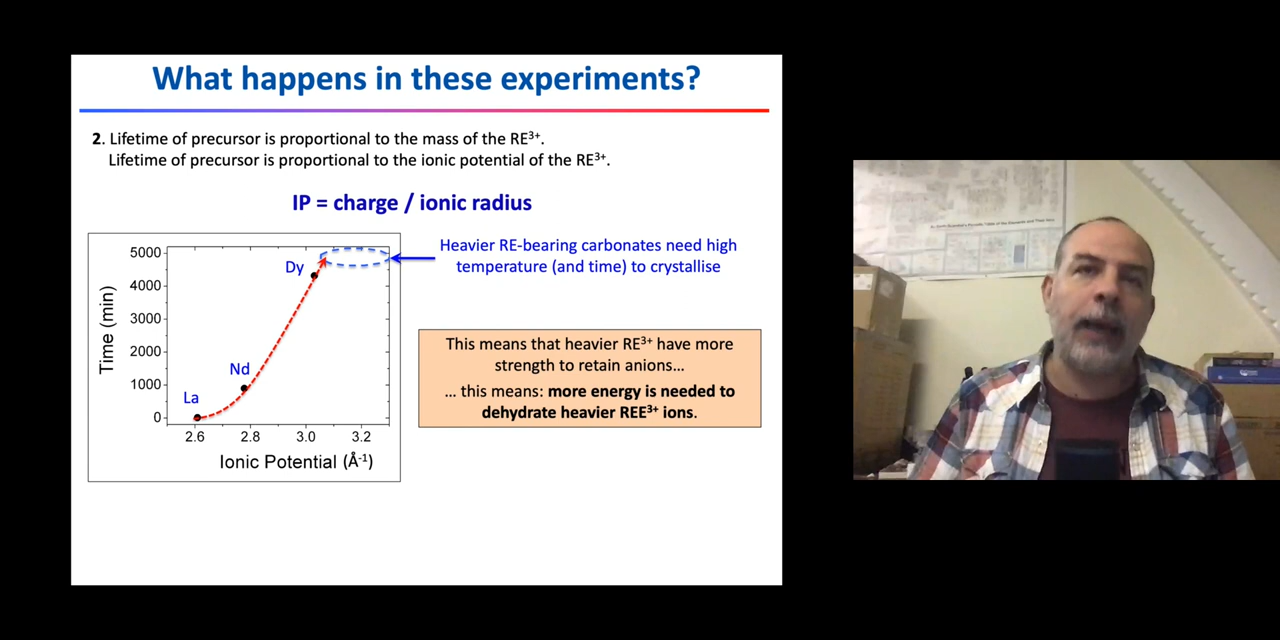 What happens in these experiments?
2. Lifetime of precursor is proportional to the mass of the RE³⁺.
Lifetime of precursor is proportional to the ionic potential of the RE³⁺.
IP = charge / ionic radius
5000
4000
3000
2000
1000
0
Time (min)
La
Nd
Dy
2.6
2.8
3.0
3.2
Ionic Potential (Å⁻¹)
Heavier RE-bearing carbonates need high
temperature (and time) to crystallise
This means that heavier RE³⁺ have more
strength to retain anions...
... this means: more energy is needed to
dehydrate heavier REE³⁺ ions.